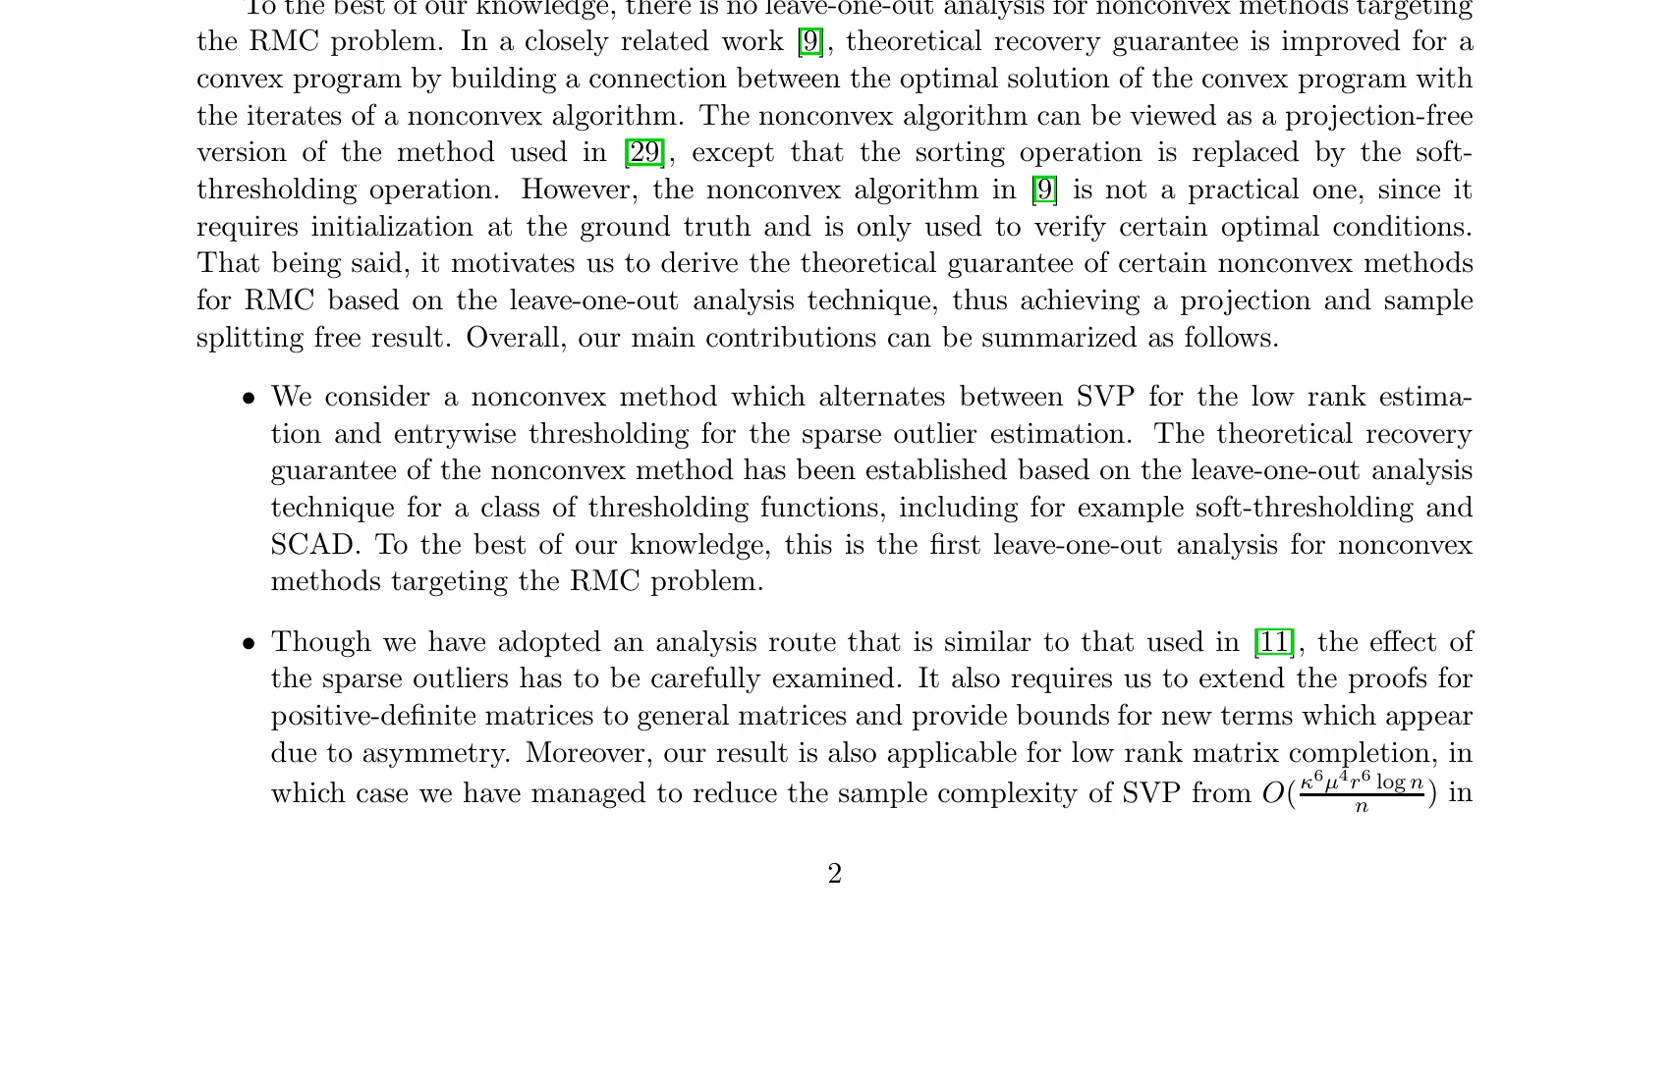 To the best of our knowledge, there is no leave-one-out analysis for nonconvex methods targeting
the RMC problem. In a closely related work [9], theoretical recovery guarantee is improved for a
convex program by building a connection between the optimal solution of the convex program with
the iterates of a nonconvex algorithm. The nonconvex algorithm can be viewed as a projection-free
version of the method used in [29], except that the sorting operation is replaced by the soft-
thresholding operation. However, the nonconvex algorithm in [9] is not a practical one, since it
requires initialization at the ground truth and is only used to verify certain optimal conditions.
That being said, it motivates us to derive the theoretical guarantee of certain nonconvex methods
for RMC based on the leave-one-out analysis technique, thus achieving a projection and sample
splitting free result. Overall, our main contributions can be summarized as follows.
• We consider a nonconvex method which alternates between SVP for the low rank estima-
tion and entrywise thresholding for the sparse outlier estimation. The theoretical recovery
guarantee of the nonconvex method has been established based on the leave-one-out analysis
technique for a class of thresholding functions, including for example soft-thresholding and
SCAD. To the best of our knowledge, this is the first leave-one-out analysis for nonconvex
methods targeting the RMC problem.
• Though we have adopted an analysis route that is similar to that used in [11], the effect of
the sparse outliers has to be carefully examined. It also requires us to extend the proofs for
positive-definite matrices to general matrices and provide bounds for new terms which appear
due to asymmetry. Moreover, our result is also applicable for low rank matrix completion, in
which case we have managed to reduce the sample complexity of SVP from $O(\frac{\kappa^6\mu^4r^6\log n}{n})$ in
2